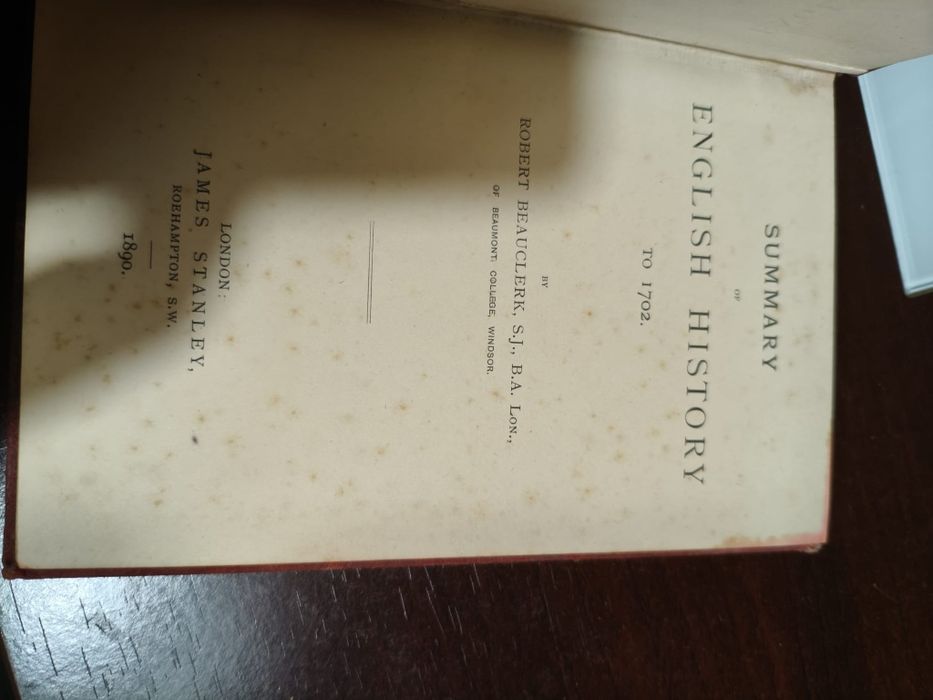 SUMMARY
OF
ENGLISH HISTORY
TO 1702.
BY
ROBERT BEAUCLERK, S.J., B.A. LON.,
OF BEAUMONT COLLEGE, WINDSOR.
LONDON:
JAMES STANLEY,
ROEHAMPTON, S.W.
1890.